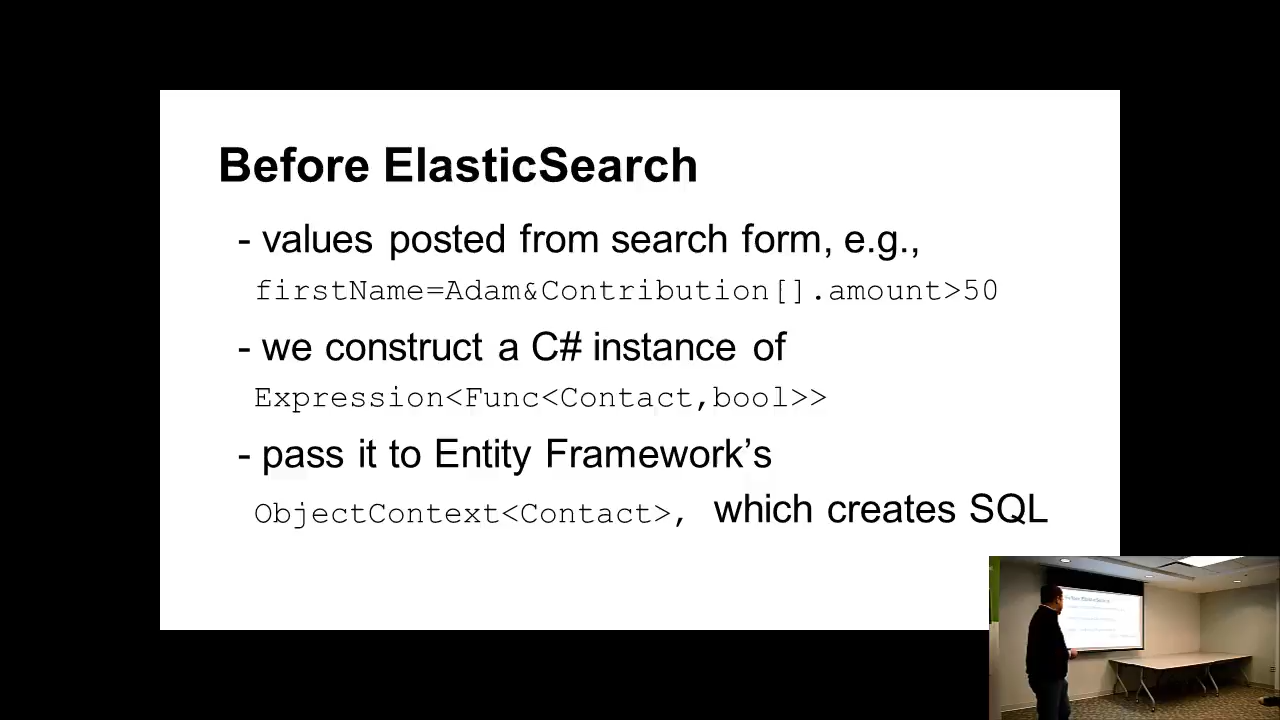 Before ElasticSearch
- values posted from search form, e.g.,
firstName=Adam&Contribution[].amount>50
- we construct a C# instance of
Expression<Func<Contact,bool>>
- pass it to Entity Framework's
ObjectContext<Contact>, which creates SQL